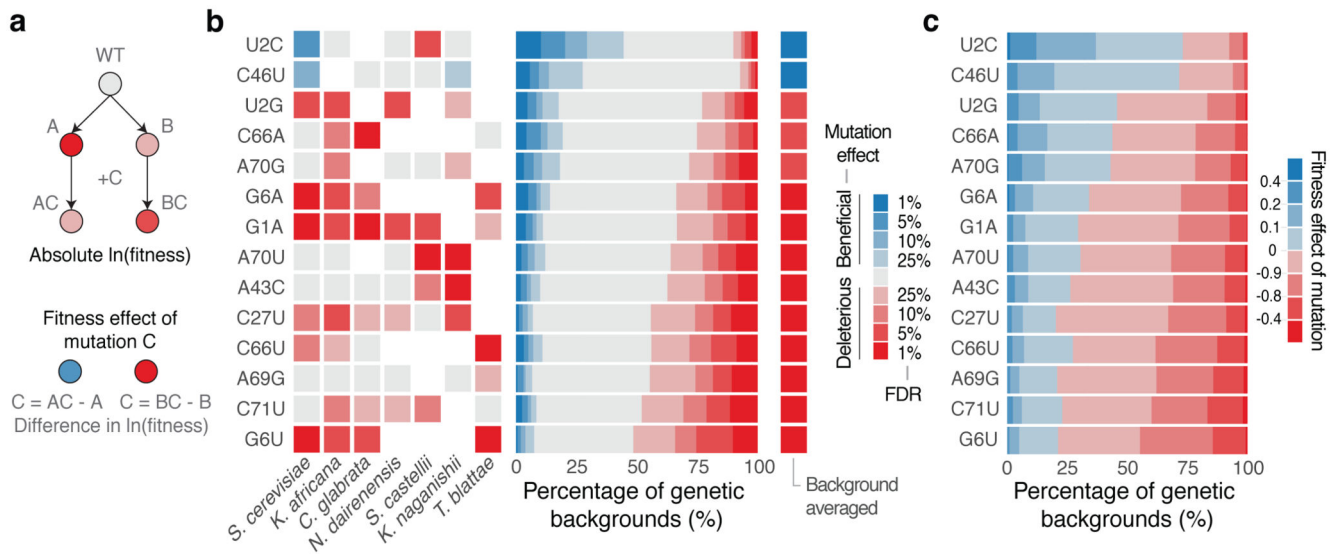 a
WT
A
B
+C
AC
BC
Absolute ln(fitness)
Fitness effect of
mutation C
C = AC - A
C = BC - B
Difference in ln(fitness)
b
U2C
C46U
U2G
C66A
A70G
G6A
G1A
A70U
A43C
C27U
C66U
A69G
C71U
G6U
S. cerevisiae
K. africana
C. glabrata
N. dairenensis
S. castellii
K. naganishii
T. blattae
0
25
50
75
100
Percentage of genetic
backgrounds (%)
Background
averaged
Mutation
effect
Beneficial
Deleterious
1%
5%
10%
25%
25%
10%
5%
1%
FDR
c
U2C
C46U
U2G
C66A
A70G
G6A
G1A
A70U
A43C
C27U
C66U
A69G
C71U
G6U
0
25
50
75
100
Percentage of genetic
backgrounds (%)
0.4
0.2
0.1
0
-0.9
-0.8
-0.4
Fitness effect of mutation